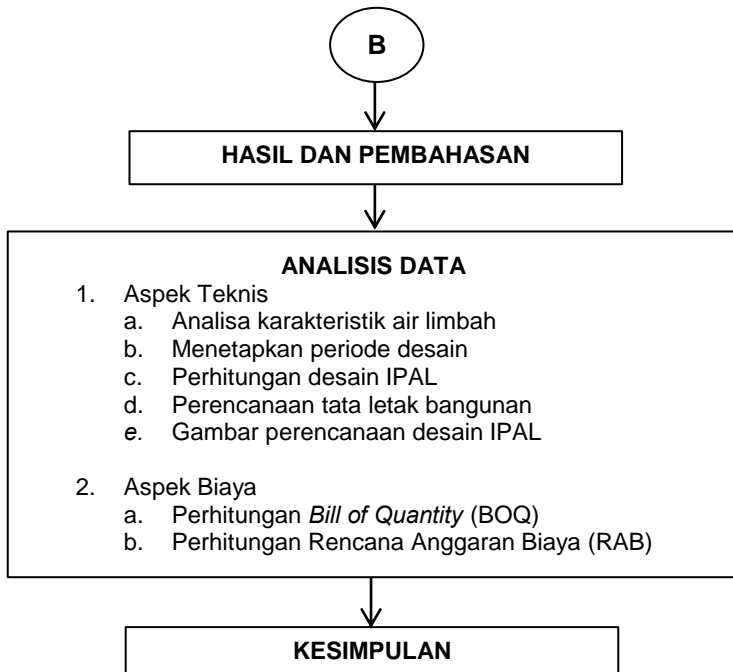 B
HASIL DAN PEMBAHASAN
ANALISIS DATA
1. Aspek Teknis
a. Analisa karakteristik air limbah
b. Menetapkan periode desain
c. Perhitungan desain IPAL
d. Perencanaan tata letak bangunan
e. Gambar perencanaan desain IPAL
2. Aspek Biaya
a. Perhitungan Bill of Quantity (BOQ)
b. Perhitungan Rencana Anggaran Biaya (RAB)
KESIMPULAN